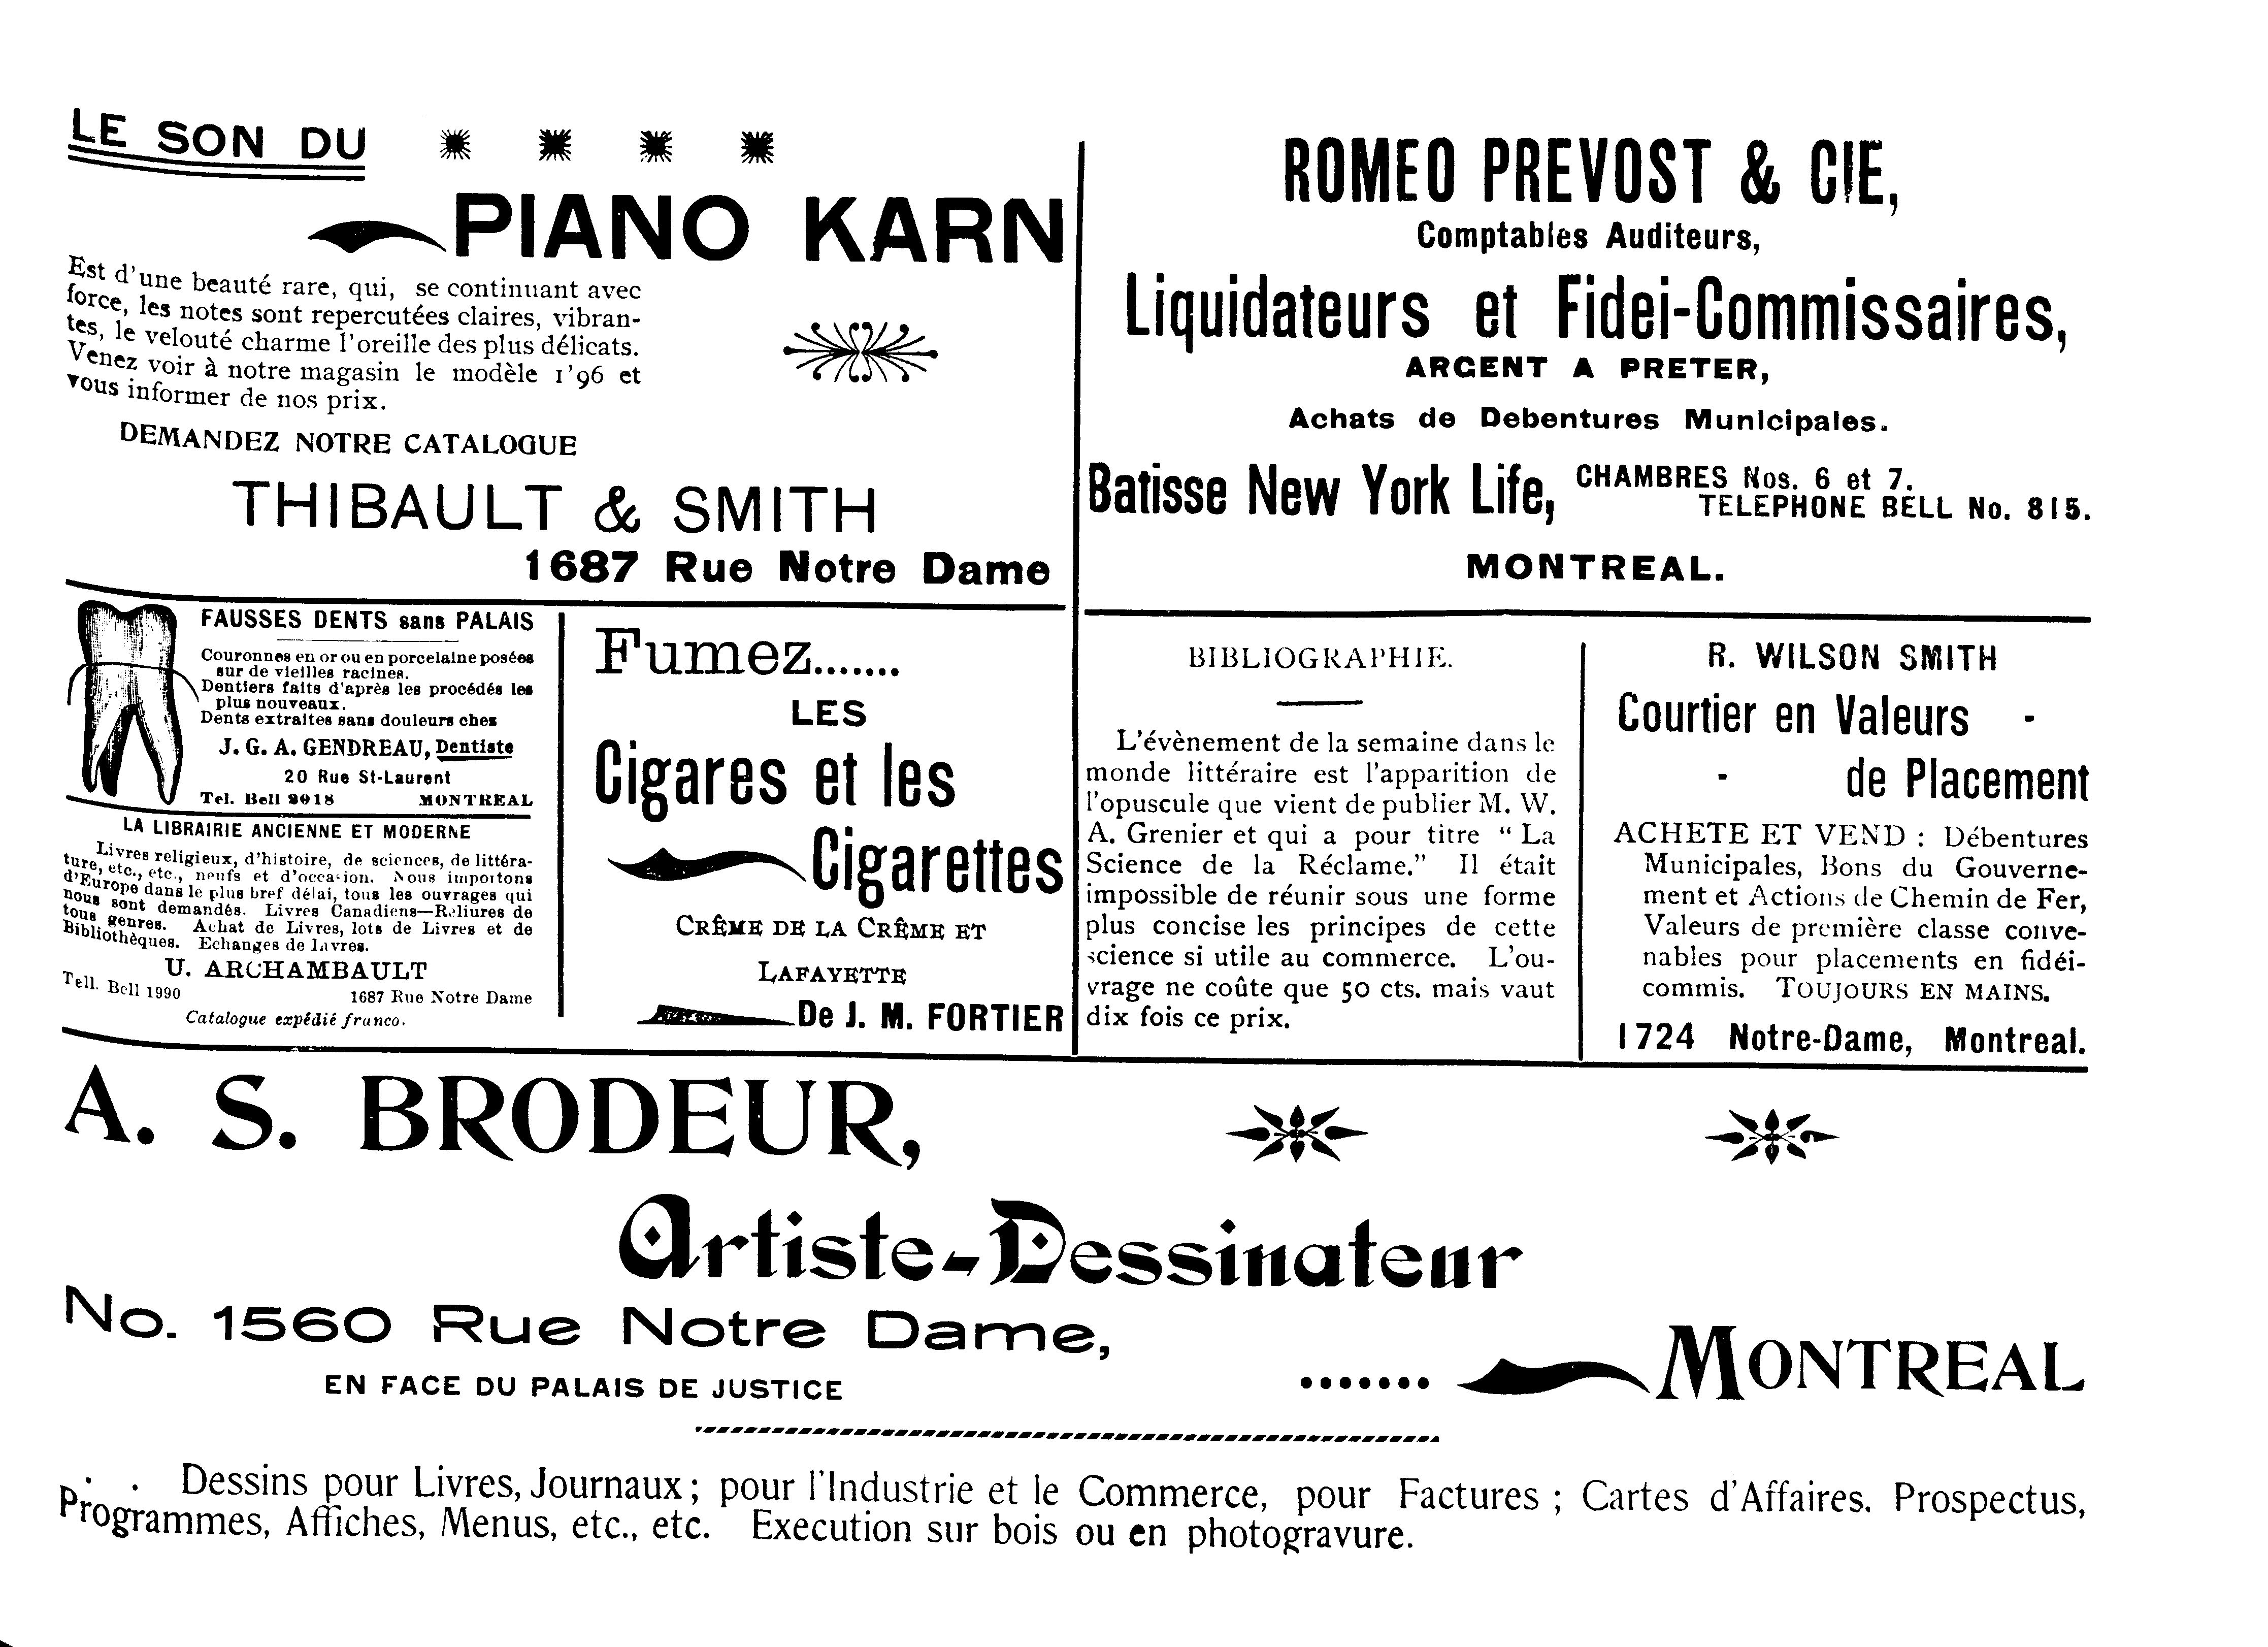 LE SON DU
PIANO KARN
Est d'une beauté rare, qui, se continuant avec
force, les notes sont repercutées claires, vibran-
tes, le velouté charme l'oreille des plus délicats.
Venez voir à notre magasin le modèle 1'96 et
vous informer de nos prix.
DEMANDEZ NOTRE CATALOGUE
THIBAULT & SMITH
1687 Rue Notre Dame
ROMEO PREVOST & CIE,
Comptables Auditeurs,
Liquidateurs et Fidei-Commissaires,
ARGENT A PRETER,
Achats de Debentures Municipales.
Batisse New York Life, CHAMBRES Nos. 6 et 7.
TELEPHONE BELL No. 815.
MONTREAL.
FAUSSES DENTS sans PALAIS
Couronnes en or ou en porcelaine posées
sur de vieilles racines.
Dentiers faits d'après les procédés les
plus nouveaux.
Dents extraites sans douleurs ches
J. G. A. GENDREAU, Dentiste
20 Rue St-Laurent
Tel. Bell 2818 MONTREAL
LA LIBRAIRIE ANCIENNE ET MODERNE
Livres religieux, d'histoire, de sciences, de littéra-
ture, etc., etc., neufs et d'occasion. Nous importons
d'Europe dans le plus bref délai, tous les ouvrages qui
nous sont demandés. Livres Canadiens—Reliures de
tous genres. Achat de Livres, lots de Livres et de
Bibliothèques. Echanges de Livres.
U. ARCHAMBAULT
Tell. Bell 1990 1687 Rue Notre Dame
Catalogue expédié franco.
Fumez.......
LES
Cigares et les
Cigarettes
CRÊME DE LA CRÊME ET
LAFAYETTE
De J. M. FORTIER
BIBLIOGRAPHIE.
L'évènement de la semaine dans le
monde littéraire est l'apparition de
l'opuscule que vient de publier M. W.
A. Grenier et qui a pour titre “ La
Science de la Réclame.” Il était
impossible de réunir sous une forme
plus concise les principes de cette
science si utile au commerce. L'ou-
vrage ne coûte que 50 cts. mais vaut
dix fois ce prix.
R. WILSON SMITH
Courtier en Valeurs -
- de Placement
ACHETE ET VEND : Débentures
Municipales, Bons du Gouverne-
ment et Actions de Chemin de Fer,
Valeurs de première classe conve-
nables pour placements en fidéi-
commis. TOUJOURS EN MAINS.
1724 Notre-Dame, Montreal.
A. S. BRODEUR,
Artiste-Dessinateur
No. 1560 Rue Notre Dame,
EN FACE DU PALAIS DE JUSTICE
....... MONTREAL
. . Dessins pour Livres, Journaux ; pour l'Industrie et le Commerce, pour Factures ; Cartes d'Affaires. Prospectus,
Programmes, Affiches, Menus, etc., etc. Execution sur bois ou en photogravure.